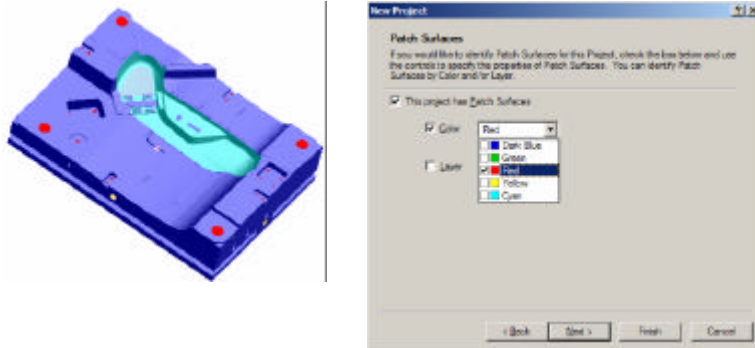 New Project
Patch Surfaces
If you would like to identify Patch Surfaces for this Project, check the box below and use
the controls to specify the properties of Patch Surfaces. You can identify Patch
Surfaces by Color and/or Layer.
This project has Patch Surfaces
Color
Red
Dark Blue
Green
Red
Layer
Yellow
Cyan
< Back
Next >
Finish
Cancel